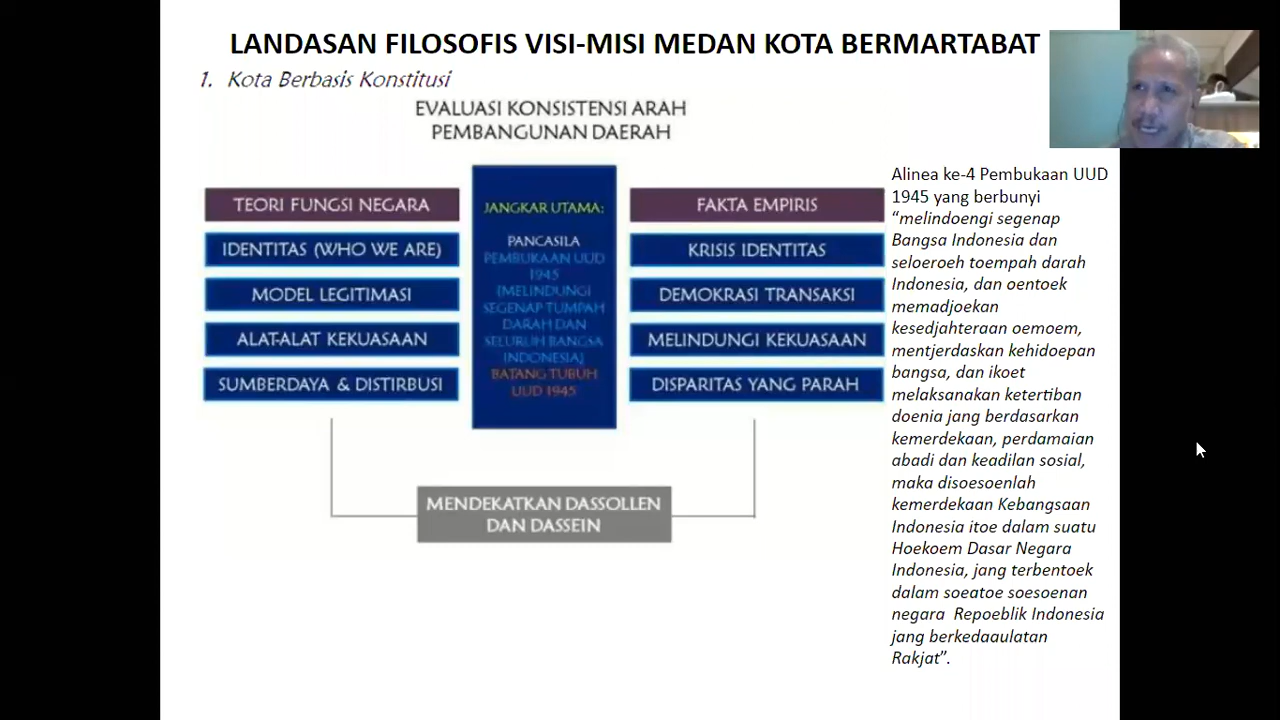 LANDASAN FILOSOFIS VISI-MISI MEDAN KOTA BERMARTABAT
1. Kota Berbasis Konstitusi
EVALUASI KONSISTENSI ARAH
PEMBANGUNAN DAERAH
TEORI FUNGSI NEGARA
IDENTITAS (WHO WE ARE)
MODEL LEGITIMASI
ALAT-ALAT KEKUASAAN
SUMBERDAYA & DISTIRBUSI
JANGKAR UTAMA:
PANCASILA
PEMBUKAAN UUD
1945
(MELINDUNGI
SEGENAP TUMPAH
DARAH DAN
SELURUH BANGSA
INDONESIA)
BATANG TUBUH
UUD 1945
FAKTA EMPIRIS
KRISIS IDENTITAS
DEMOKRASI TRANSAKSI
MELINDUNGI KEKUASAAN
DISPARITAS YANG PARAH
MENDEKATKAN DASSOLLEN
DAN DASSEIN
Alinea ke-4 Pembukaan UUD
1945 yang berbunyi
“melindoengi segenap
Bangsa Indonesia dan
seloeroeh toempah darah
Indonesia, dan oentoek
memadjoekan
kesedjahteraan oemoem,
mentjerdaskan kehidoepan
bangsa, dan ikoet
melaksanakan ketertiban
doenia jang berdasarkan
kemerdekaan, perdamaian
abadi dan keadilan sosial,
maka disoesoenlah
kemerdekaan Kebangsaan
Indonesia itoe dalam suatu
Hoekoem Dasar Negara
Indonesia, jang terbentoek
dalam soeatoe soesoenan
negara  Repoeblik Indonesia
jang berkedaaulatan
Rakjat”.